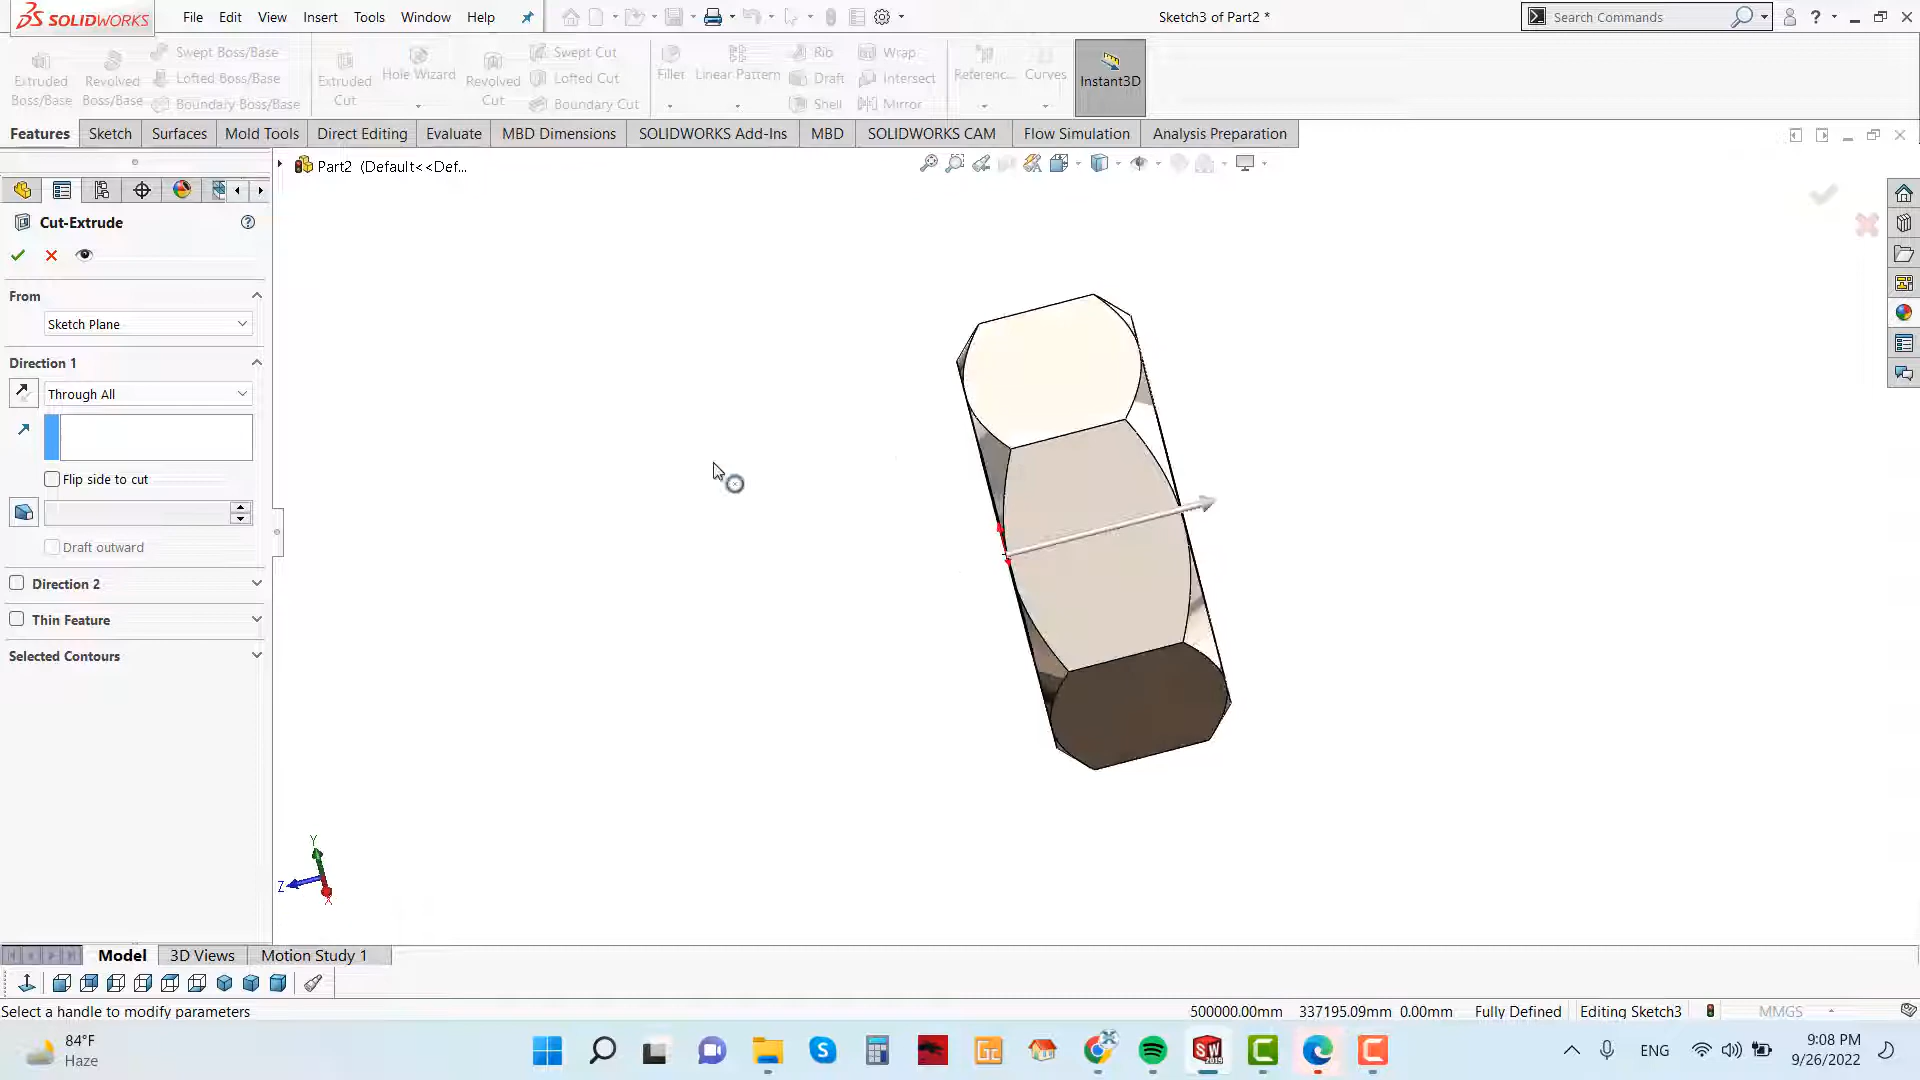 SOLIDWORKS File Edit View Insert Tools Window Help Sketch3 of Part2 * Search Commands
Extruded Boss/Base Revolved Boss/Base Swept Boss/Base Lofted Boss/Base Boundary Boss/Base
Extruded Cut Hole Wizard Revolved Cut Swept Cut Lofted Cut Boundary Cut
Fillet Linear Pattern Rib Draft Shell Wrap Intersect Mirror Referenc... Curves Instant3D
Features Sketch Surfaces Mold Tools Direct Editing Evaluate MBD Dimensions SOLIDWORKS Add-Ins MBD SOLIDWORKS CAM Flow Simulation Analysis Preparation
Part2 (Default<<Def...
Cut-Extrude
From
Sketch Plane
Direction 1
Through All
Flip side to cut
Draft outward
Direction 2
Thin Feature
Selected Contours
Y
Z
X
Model 3D Views Motion Study 1
Select a handle to modify parameters 500000.00mm 337195.09mm 0.00mm Fully Defined Editing Sketch3 MMGS
84°F
Haze
ENG
9:08 PM
9/26/2022